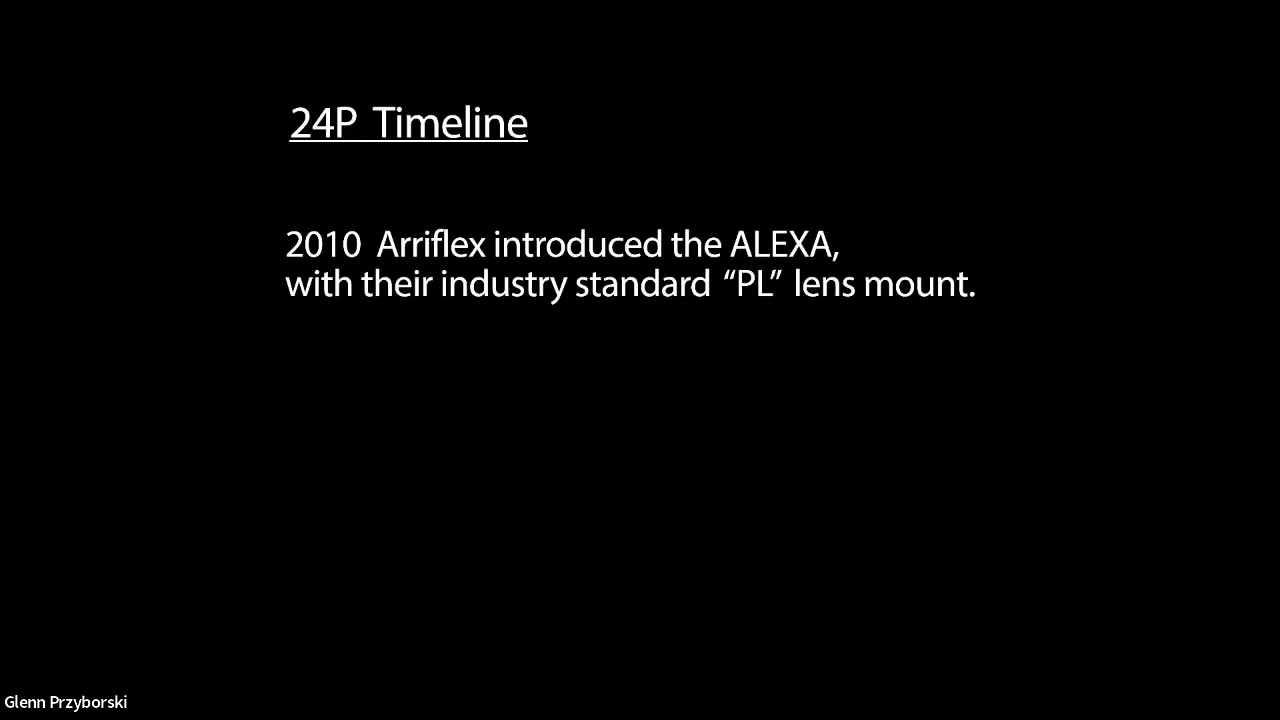 24P Timeline
2010 Arriflex introduced the ALEXA,
with their industry standard “PL” lens mount.
Glenn Przyborski